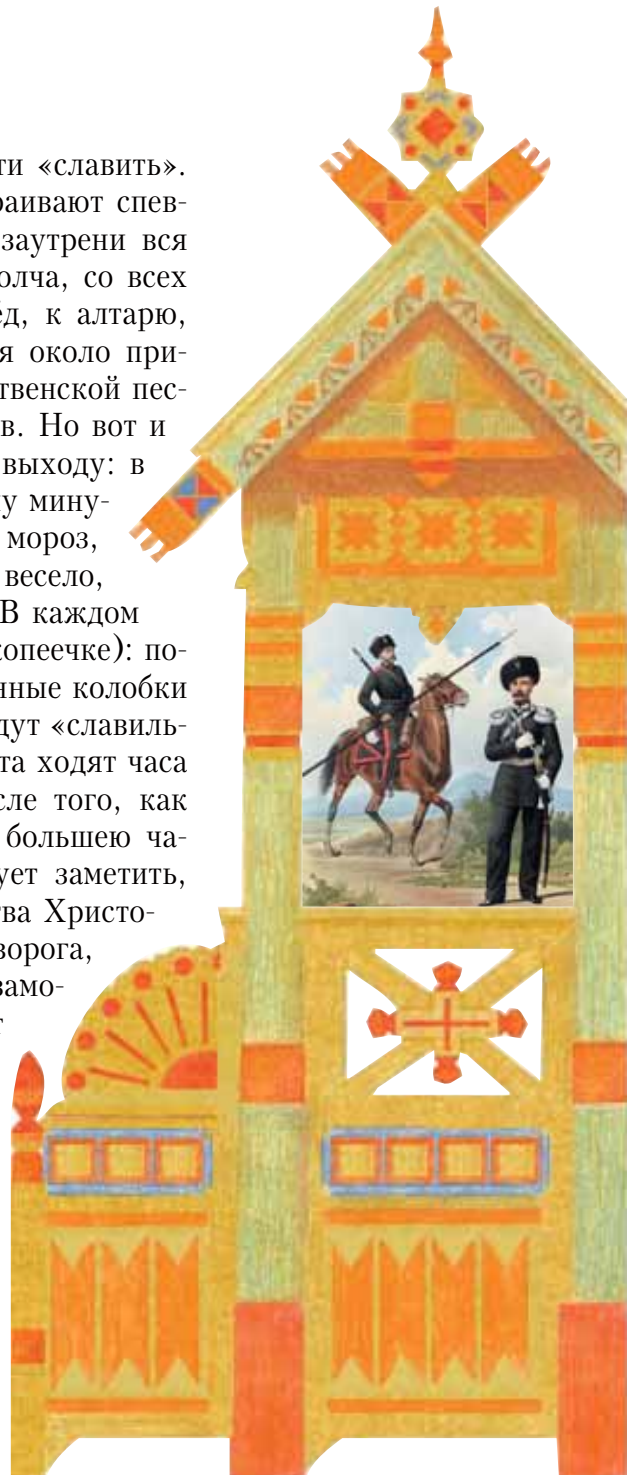 ти «славить».
раивают спев-
заутрени вся
олча, со всех
ёд, к алтарю,
я около при-
твенской пес-
в. Но вот и
выходу: в
у мину-
мороз,
весело,
В каждом
копеечке): по-
нные колобки
дут «славиль-
та ходят часа
сле того, как
большею ча-
ует заметить,
тва Христо-
ворога,
замо-
т